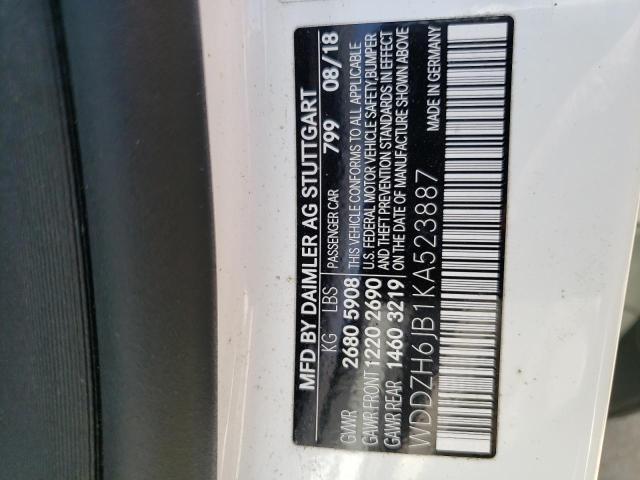 MFD BY DAIMLER AG STUTTGART
KG LBS PASSENGER CAR 799 08/18
GVWR 2680 5908 THIS VEHICLE CONFORMS TO ALL APPLICABLE
GAWR FRONT 1220 2690 U.S. FEDERAL MOTOR VEHICLE SAFETY,BUMPER
GAWR REAR 1460 3219 AND THEFT PREVENTION STANDARDS IN EFFECT
ON THE DATE OF MANUFACTURE SHOWN ABOVE
WDDZH6JB1KA523887 MADE IN GERMANY